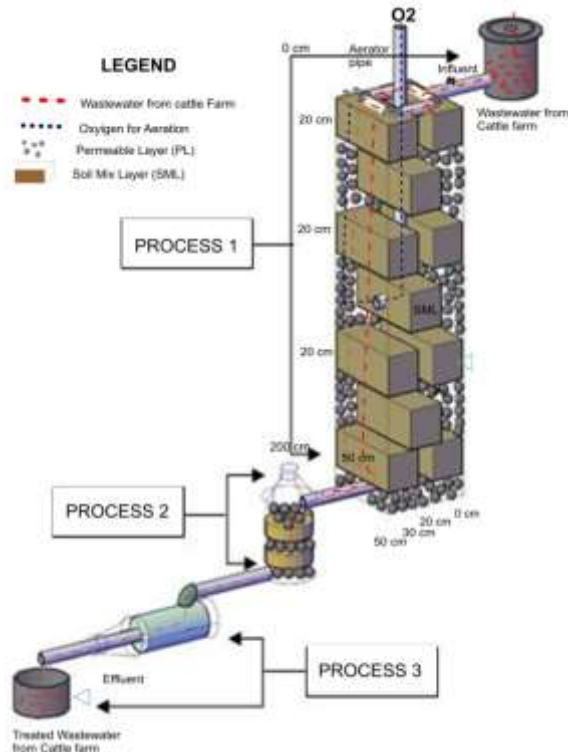 O2
0 cm
Aerator
pipe
Influent
LEGEND
Wastewater from cattle Farm
Oxyigen for Aeration
Permeable Layer (PL)
Soil Mix Layer (SML)
Wastewater from
Cattle farm
20 cm
20 cm
20 cm
PROCESS 1
SML
200 cm
50 cm
0 cm
20 cm
30 cm
50 cm
PROCESS 2
PROCESS 3
Effluent
Treated Wastewater
from Cattle farm